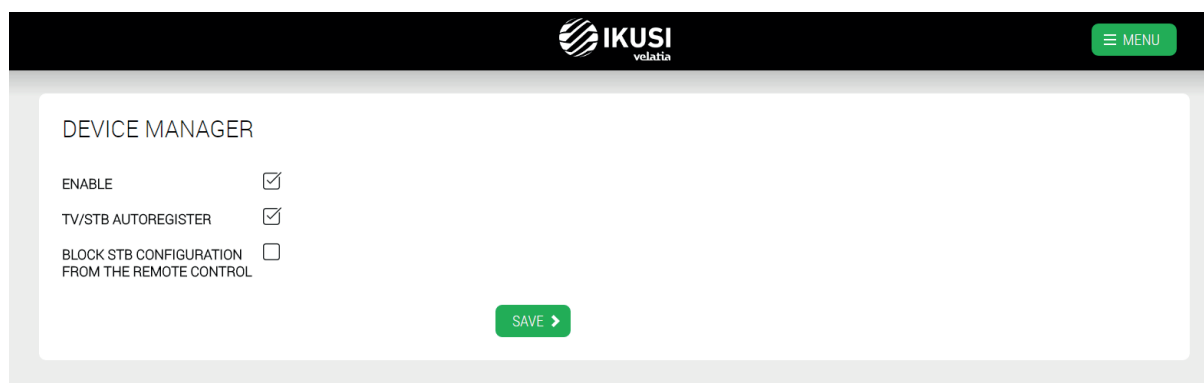 IKUSI
velatia
☰ MENU
DEVICE MANAGER
ENABLE
TV/STB AUTOREGISTER
BLOCK STB CONFIGURATION
FROM THE REMOTE CONTROL
SAVE